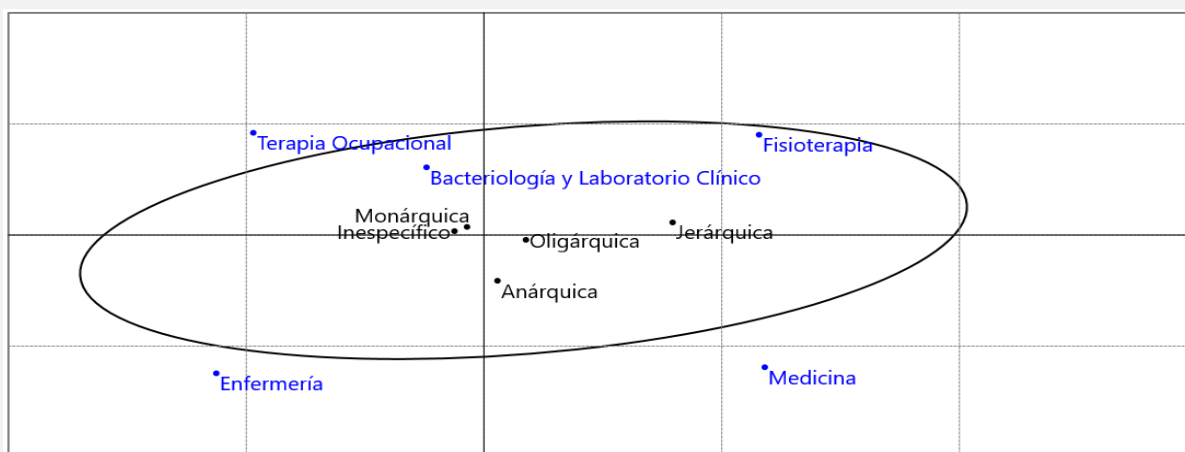 Terapia Ocupacional
Fisioterapia
Bacteriología y Laboratorio Clínico
Monárquica
Inespecífico
Oligárquica
Jerárquica
Anárquica
Enfermería
Medicina